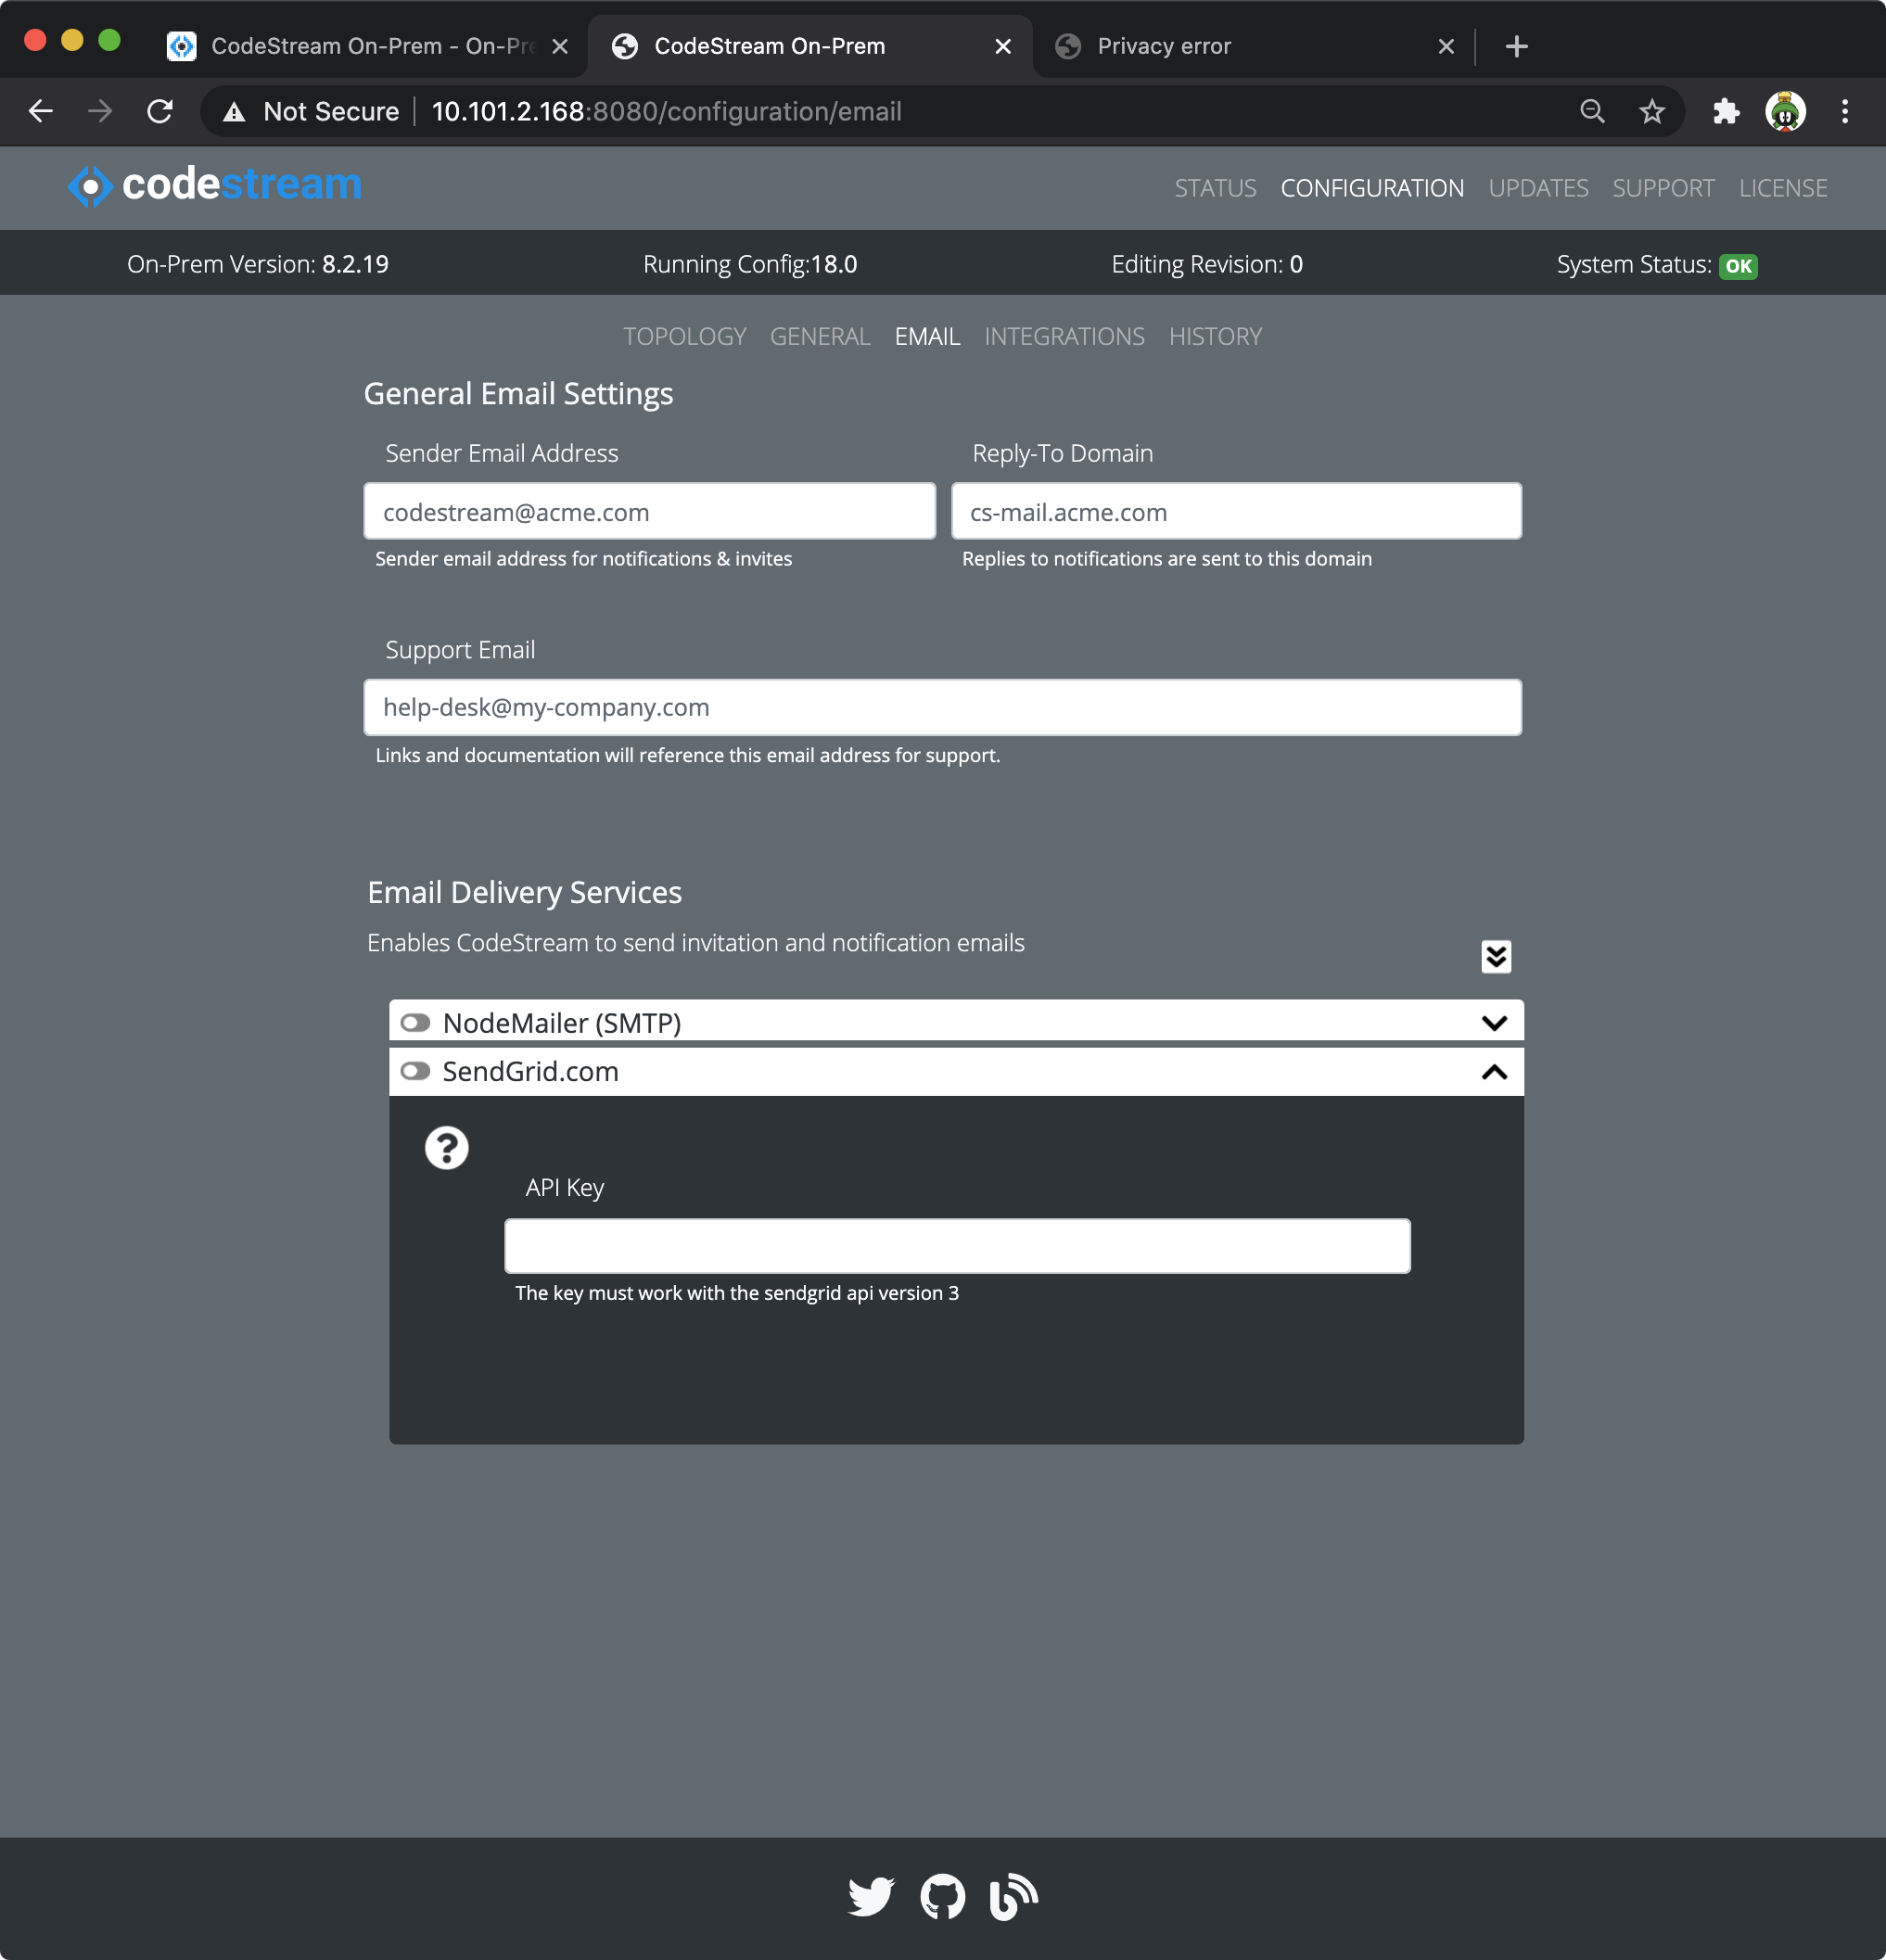 CodeStream On-Prem - On-Pre
CodeStream On-Prem
Privacy error
Not Secure
10.101.2.168:8080/configuration/email
codestream
STATUS CONFIGURATION UPDATES SUPPORT LICENSE
On-Prem Version: 8.2.19 Running Config:18.0 Editing Revision: 0 System Status: OK
TOPOLOGY GENERAL EMAIL INTEGRATIONS HISTORY
General Email Settings
Sender Email Address Reply-To Domain
codestream@acme.com cs-mail.acme.com
Sender email address for notifications & invites Replies to notifications are sent to this domain
Support Email
help-desk@my-company.com
Links and documentation will reference this email address for support.
Email Delivery Services
Enables CodeStream to send invitation and notification emails
NodeMailer (SMTP)
SendGrid.com
API Key
The key must work with the sendgrid api version 3